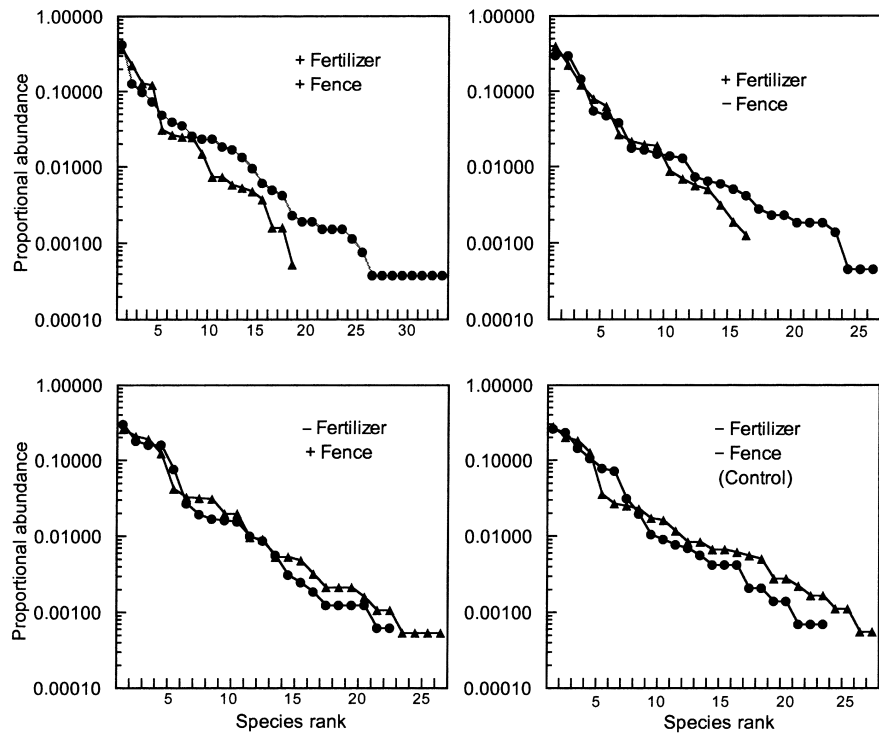 1.00000
0.10000
0.01000
0.00100
0.00010
Proportional abundance
+ Fertilizer
+ Fence
5 10 15 20 25 30
1.00000
0.10000
0.01000
0.00100
0.00010
+ Fertilizer
– Fence
5 10 15 20 25
1.00000
0.10000
0.01000
0.00100
0.00010
Proportional abundance
– Fertilizer
+ Fence
5 10 15 20 25
Species rank
1.00000
0.10000
0.01000
0.00100
0.00010
– Fertilizer
– Fence
(Control)
5 10 15 20 25
Species rank